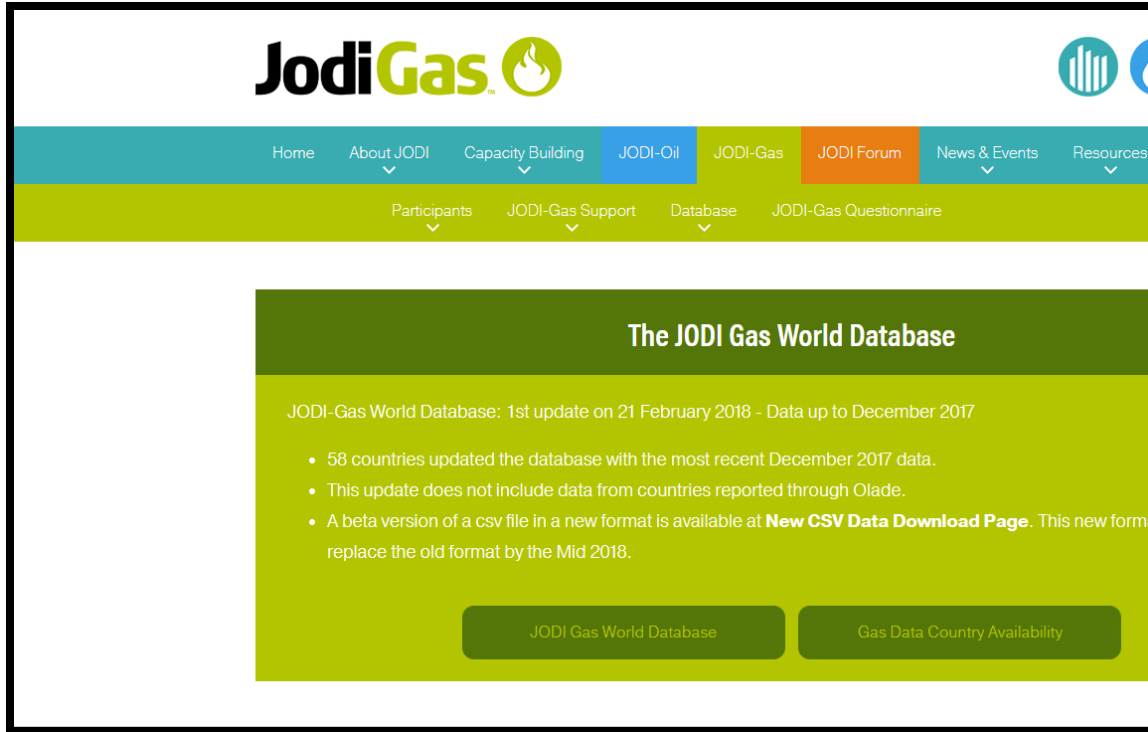 JodiGas™
Home About JODI Capacity Building JODI-Oil JODI-Gas JODI Forum News & Events Resources
Participants JODI-Gas Support Database JODI-Gas Questionnaire
The JODI Gas World Database
JODI-Gas World Database: 1st update on 21 February 2018 - Data up to December 2017
• 58 countries updated the database with the most recent December 2017 data.
• This update does not include data from countries reported through Olade.
• A beta version of a csv file in a new format is available at New CSV Data Download Page. This new form
replace the old format by the Mid 2018.
JODI Gas World Database Gas Data Country Availability